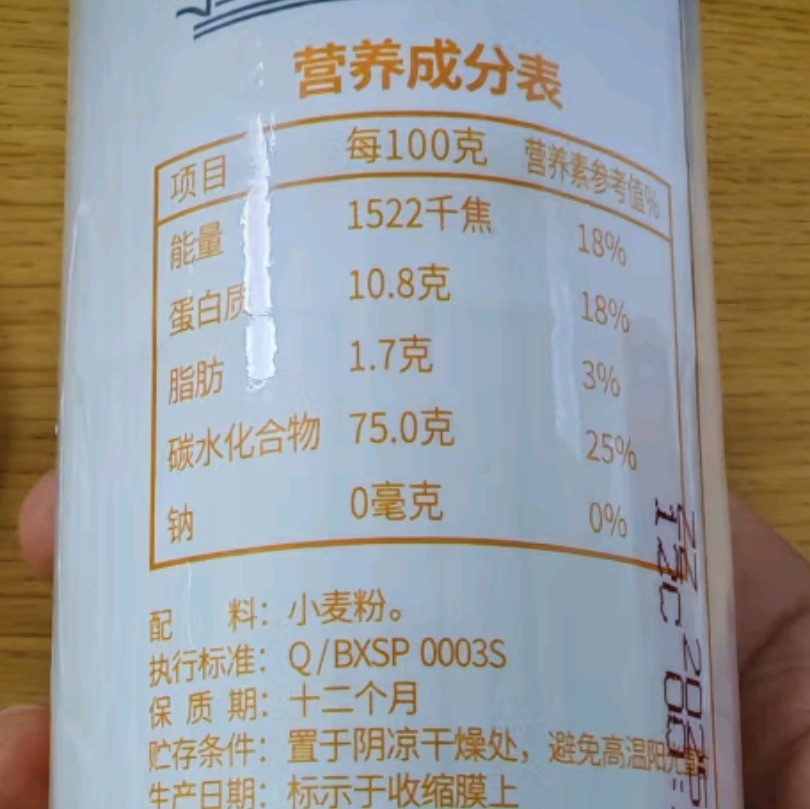 营养成分表
项目 每100克 营养素参考值%
能量 1522千焦 18%
蛋白质 10.8克 18%
脂肪 1.7克 3%
碳水化合物 75.0克 25%
钠 0毫克 0%
配 料：小麦粉。
执行标准：Q/BXSP 0003S
保 质 期：十二个月
贮存条件：置于阴凉干燥处，避免高温阳光
生产日期：标示于收缩膜上